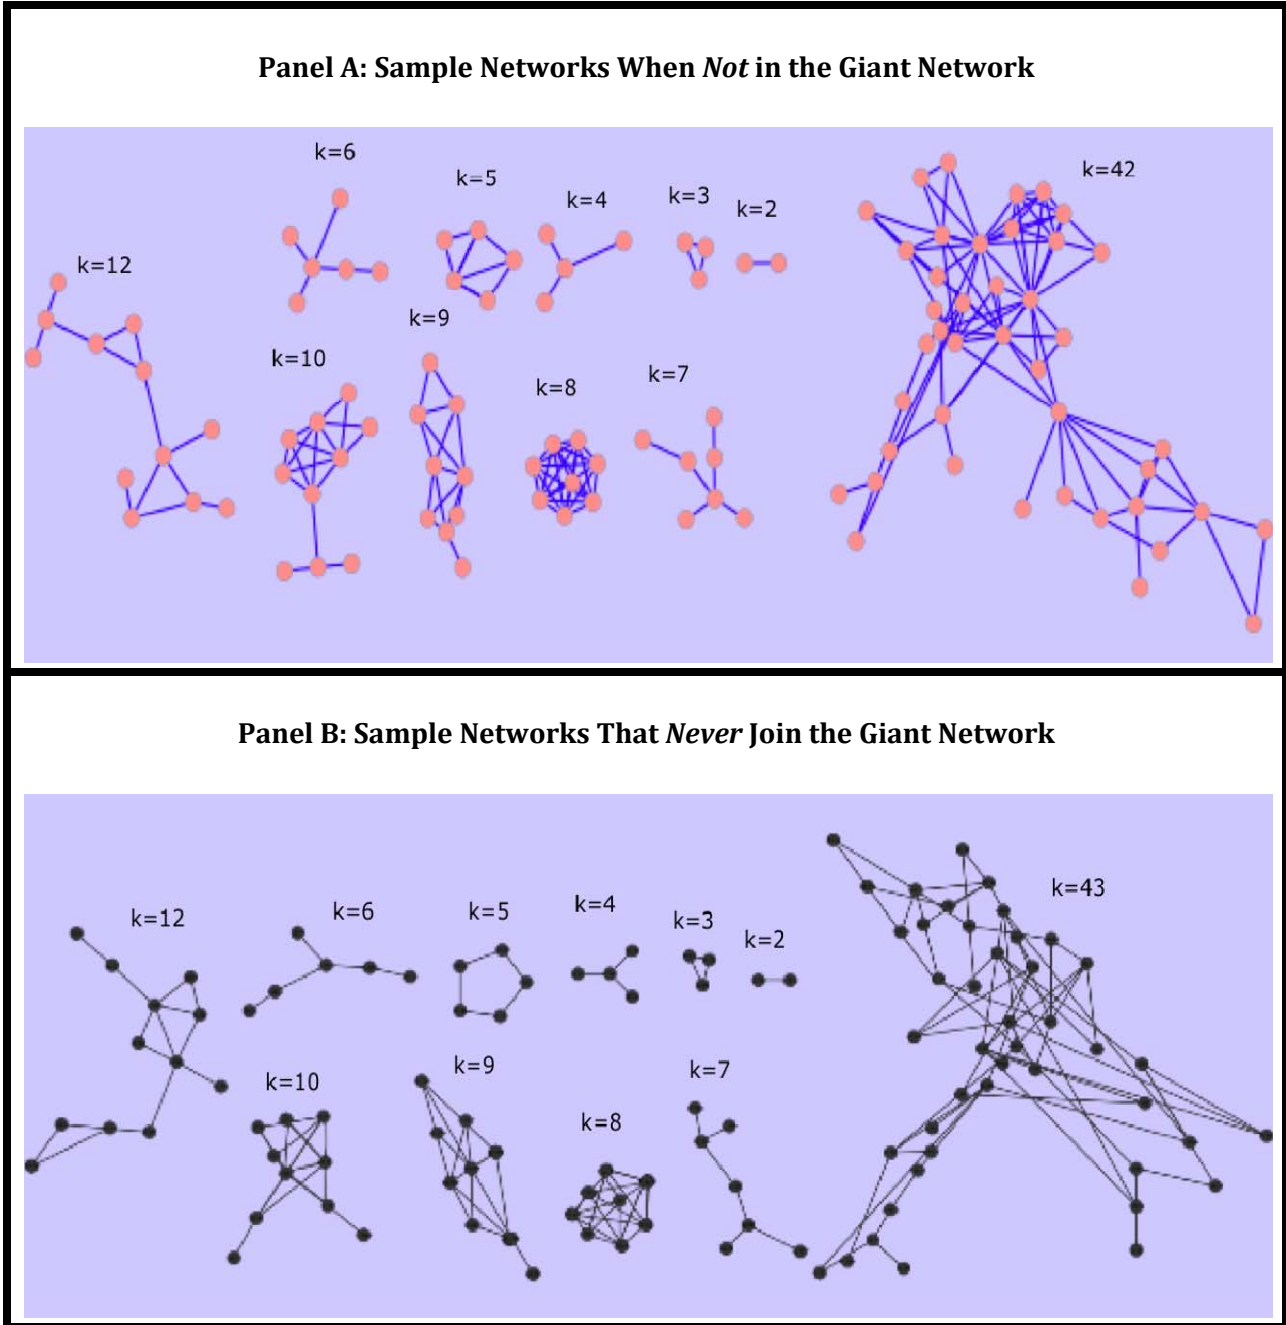 Panel A: Sample Networks When Not in the Giant Network
k=6
k=5
k=4
k=3
k=2
k=42
k=12
k=9
k=10
k=8
k=7
Panel B: Sample Networks That Never Join the Giant Network
k=12
k=6
k=5
k=4
k=3
k=2
k=43
k=10
k=9
k=8
k=7